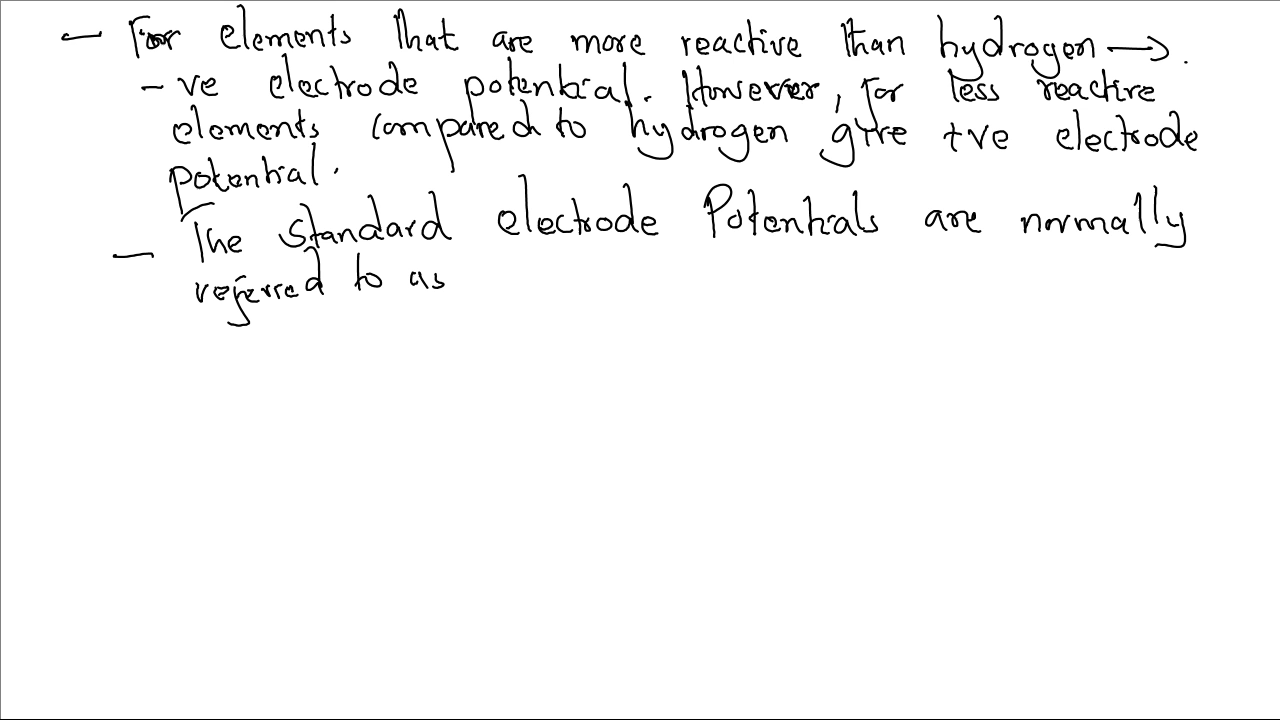 – For elements that are more reactive than hydrogen →.
- ve electrode potential. However, for less reactive
elements compared to hydrogen give +ve electrode
potential.
– The standard electrode Potentials are normally
referred to as